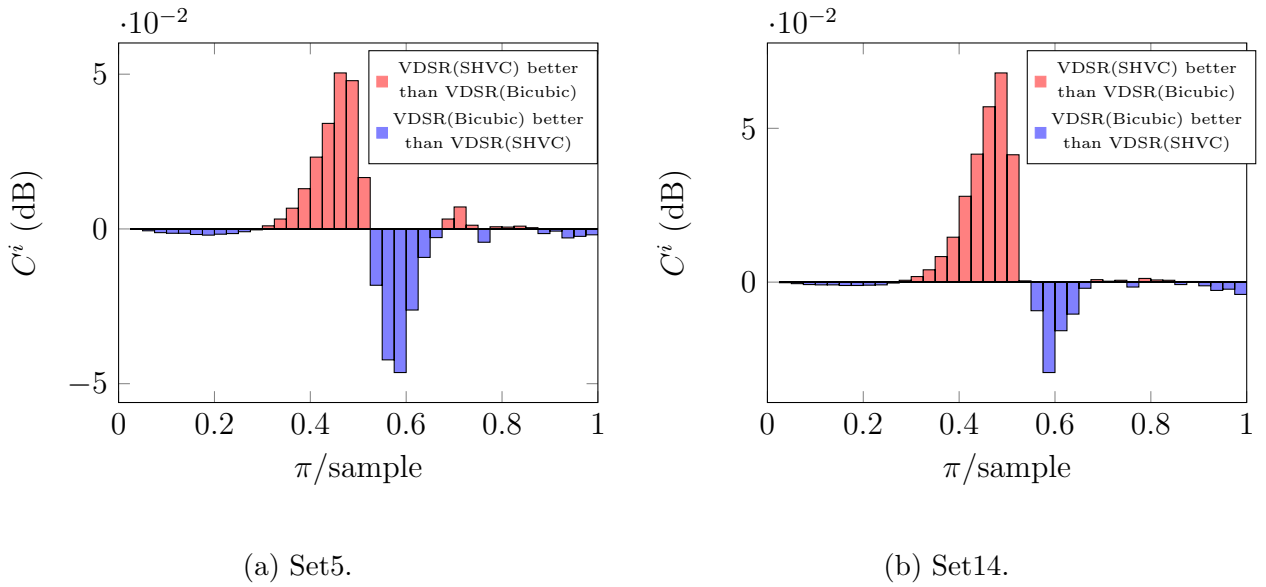 ·10⁻²
5
0
−5
C^i (dB)
VDSR(SHVC) better
than VDSR(Bicubic)
VDSR(Bicubic) better
than VDSR(SHVC)
0 0.2 0.4 0.6 0.8 1
π/sample
(a) Set5.
·10⁻²
5
0
C^i (dB)
VDSR(SHVC) better
than VDSR(Bicubic)
VDSR(Bicubic) better
than VDSR(SHVC)
0 0.2 0.4 0.6 0.8 1
π/sample
(b) Set14.